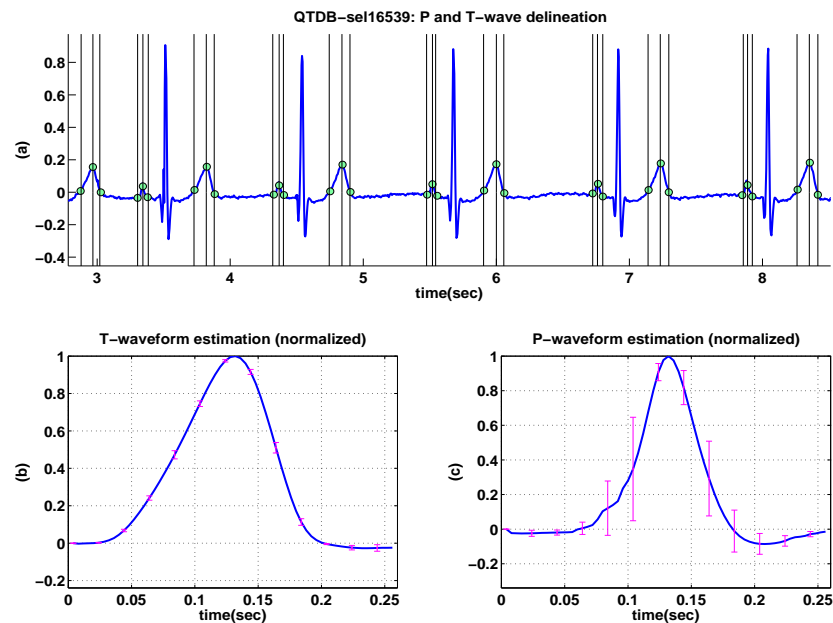 QTDB−sel16539: P and T−wave delineation
(a)
0.8
0.6
0.4
0.2
0
−0.2
−0.4
3 4 5 6 7 8
time(sec)
T−waveform estimation (normalized)
(b)
1
0.8
0.6
0.4
0.2
0
−0.2
0 0.05 0.1 0.15 0.2 0.25
time(sec)
P−waveform estimation (normalized)
(c)
1
0.8
0.6
0.4
0.2
0
−0.2
0 0.05 0.1 0.15 0.2 0.25
time(sec)